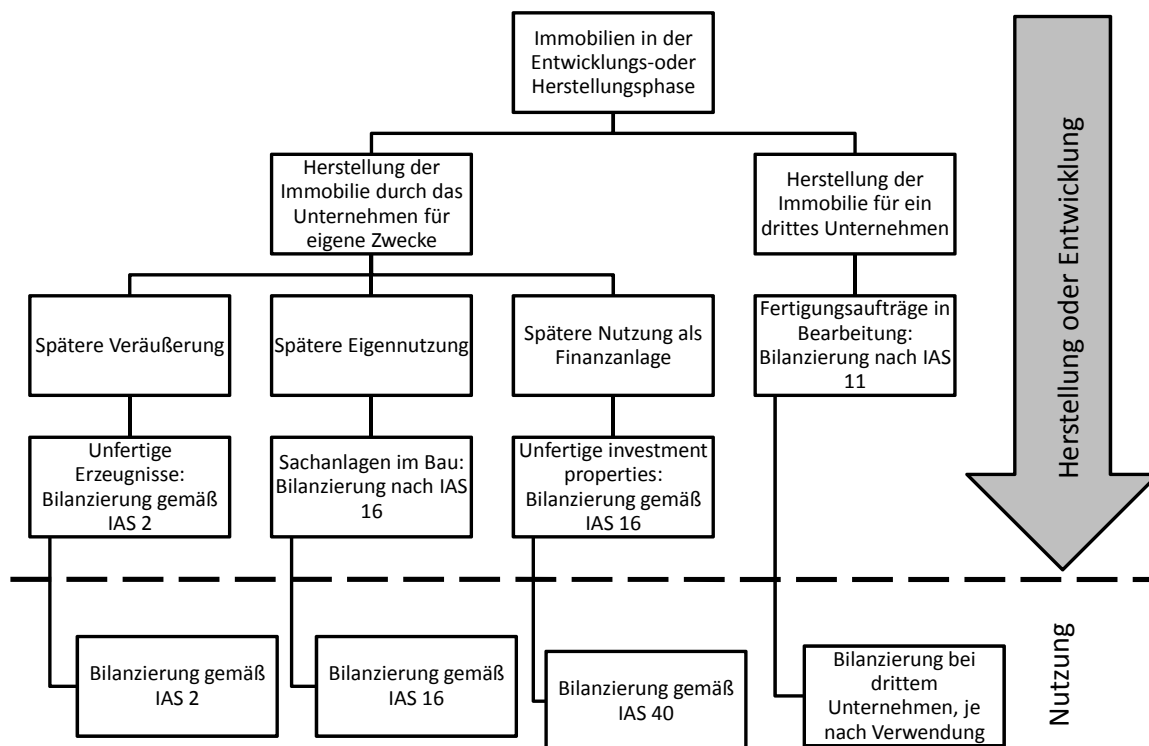 Immobilien in der
Entwicklungs-oder
Herstellungsphase
Herstellung der
Immobilie durch das
Unternehmen für
eigene Zwecke
Herstellung der
Immobilie für ein
drittes Unternehmen
Spätere Veräußerung
Spätere Eigennutzung
Spätere Nutzung als
Finanzanlage
Fertigungsaufträge in
Bearbeitung:
Bilanzierung nach IAS
11
Unfertige
Erzeugnisse:
Bilanzierung gemäß
IAS 2
Sachanlagen im Bau:
Bilanzierung nach IAS
16
Unfertige investment
properties:
Bilanzierung gemäß
IAS 16
Herstellung oder Entwicklung
Bilanzierung gemäß
IAS 2
Bilanzierung gemäß
IAS 16
Bilanzierung gemäß
IAS 40
Bilanzierung bei
drittem
Unternehmen, je
nach Verwendung
Nutzung